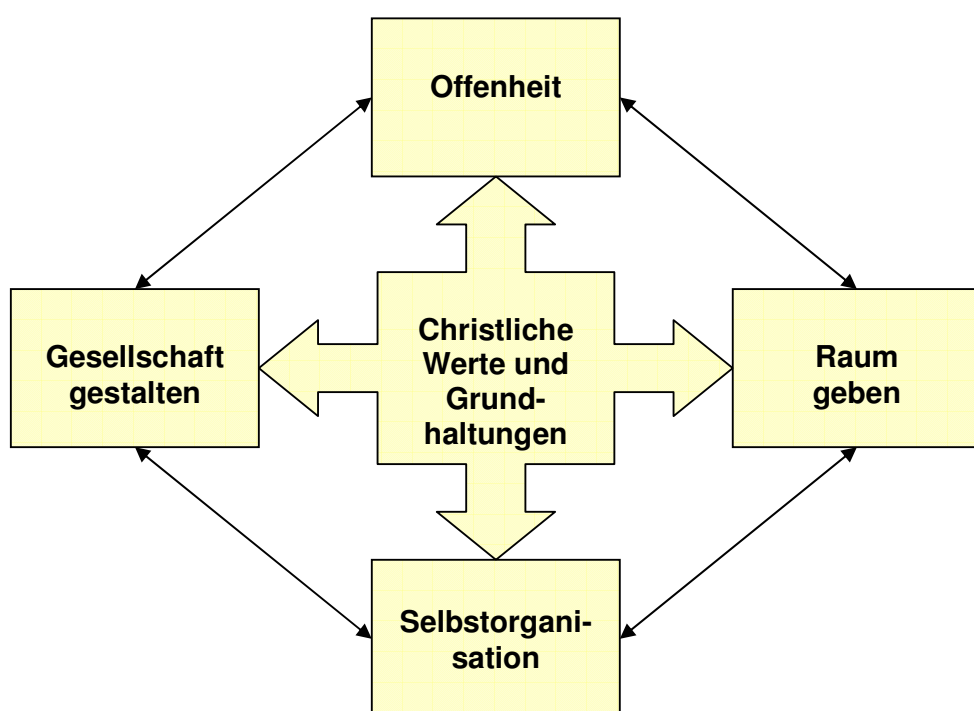 Offenheit
Gesellschaft
gestalten
Christliche
Werte und
Grund-
haltungen
Raum
geben
Selbstorgani-
sation